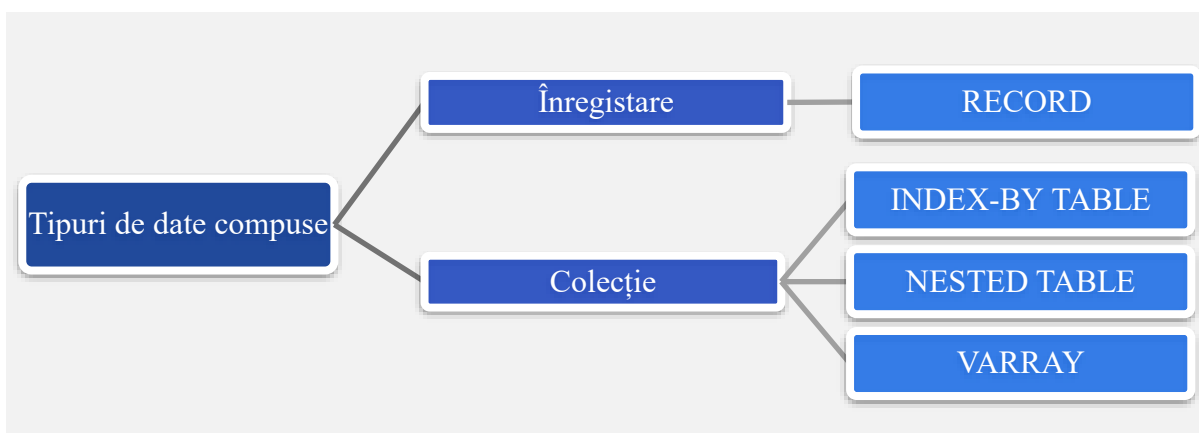 Tipuri de date compuse
Înregistare
RECORD
Colecție
INDEX-BY TABLE
NESTED TABLE
VARRAY